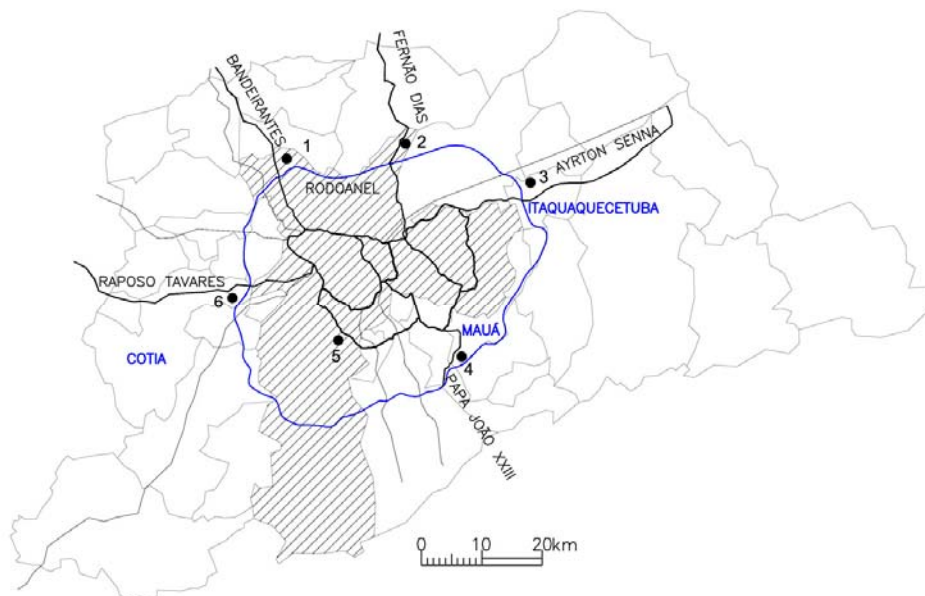 FERNÃO DIAS
BANDEIRANTES
1
2
3
AYRTON SENNA
RODOANEL
ITAQUAQUECETUBA
RAPOSO TAVARES
6
MAUÁ
5
4
COTIA
PAPA JOÃO XXIII
0 10 20km